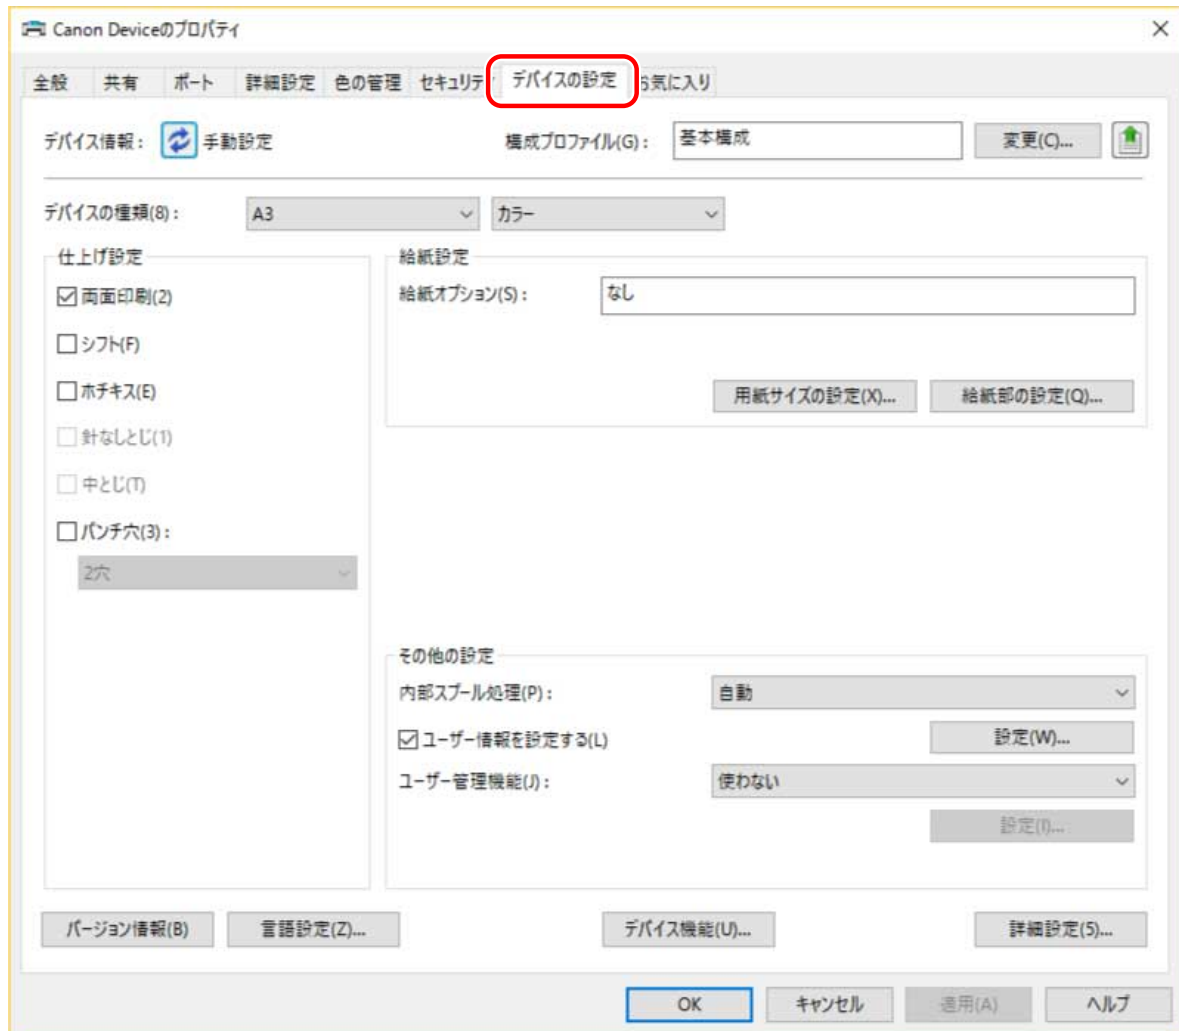 Canon Deviceのプロパティ
全般 共有 ポート 詳細設定 色の管理 セキュリティ デバイスの設定 お気に入り
デバイス情報: 手動設定 構成プロファイル(G): 基本構成 変更(C)...
デバイスの種類(8): A3 カラー
仕上げ設定
両面印刷(2)
シフト(F)
ホチキス(E)
針なしとじ(1)
中とじ(T)
パンチ穴(3):
2穴
給紙設定
給紙オプション(S): なし
用紙サイズの設定(X)... 給紙部の設定(Q)...
その他の設定
内部スプール処理(P): 自動
ユーザー情報を設定する(L) 設定(W)...
ユーザー管理機能(J): 使わない
設定(I)...
バージョン情報(B) 言語設定(Z)... デバイス機能(U)... 詳細設定(5)...
OK キャンセル 適用(A) ヘルプ